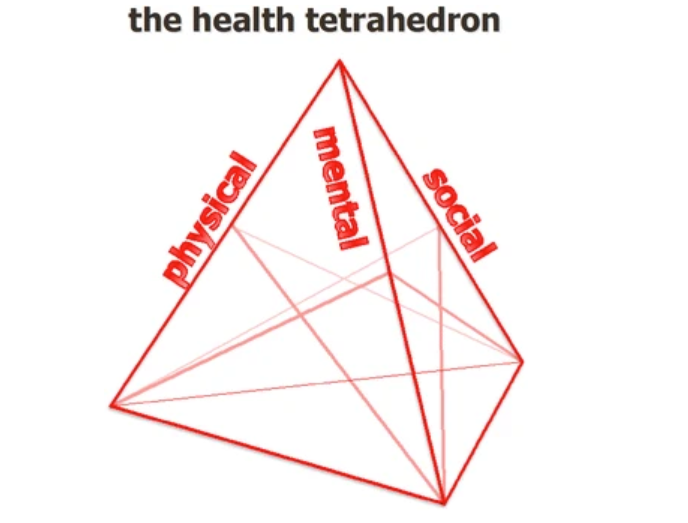 the health tetrahedron
physical
mental
social